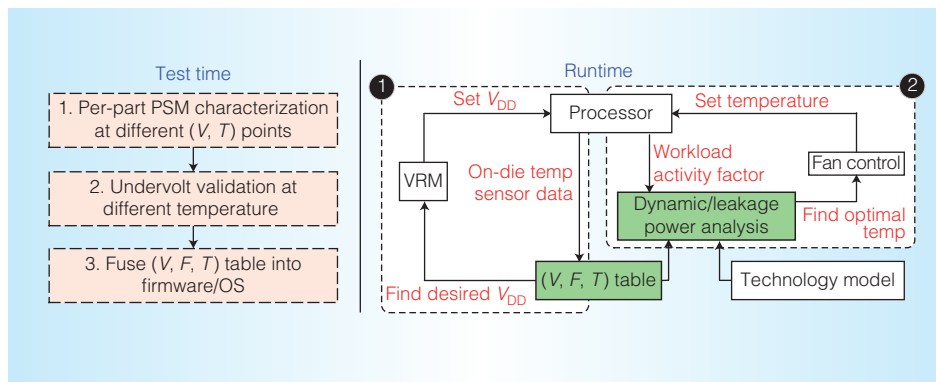 Test time
1. Per-part PSM characterization
at different (V, T) points
2. Undervolt validation at
different temperature
3. Fuse (V, F, T) table into
firmware/OS
Runtime
1
2
Set VDD
Processor
Set temperature
VRM
On-die temp
sensor data
Workload
activity factor
Fan control
Dynamic/leakage
power analysis
Find optimal
temp
Find desired VDD
(V, F, T) table
Technology model